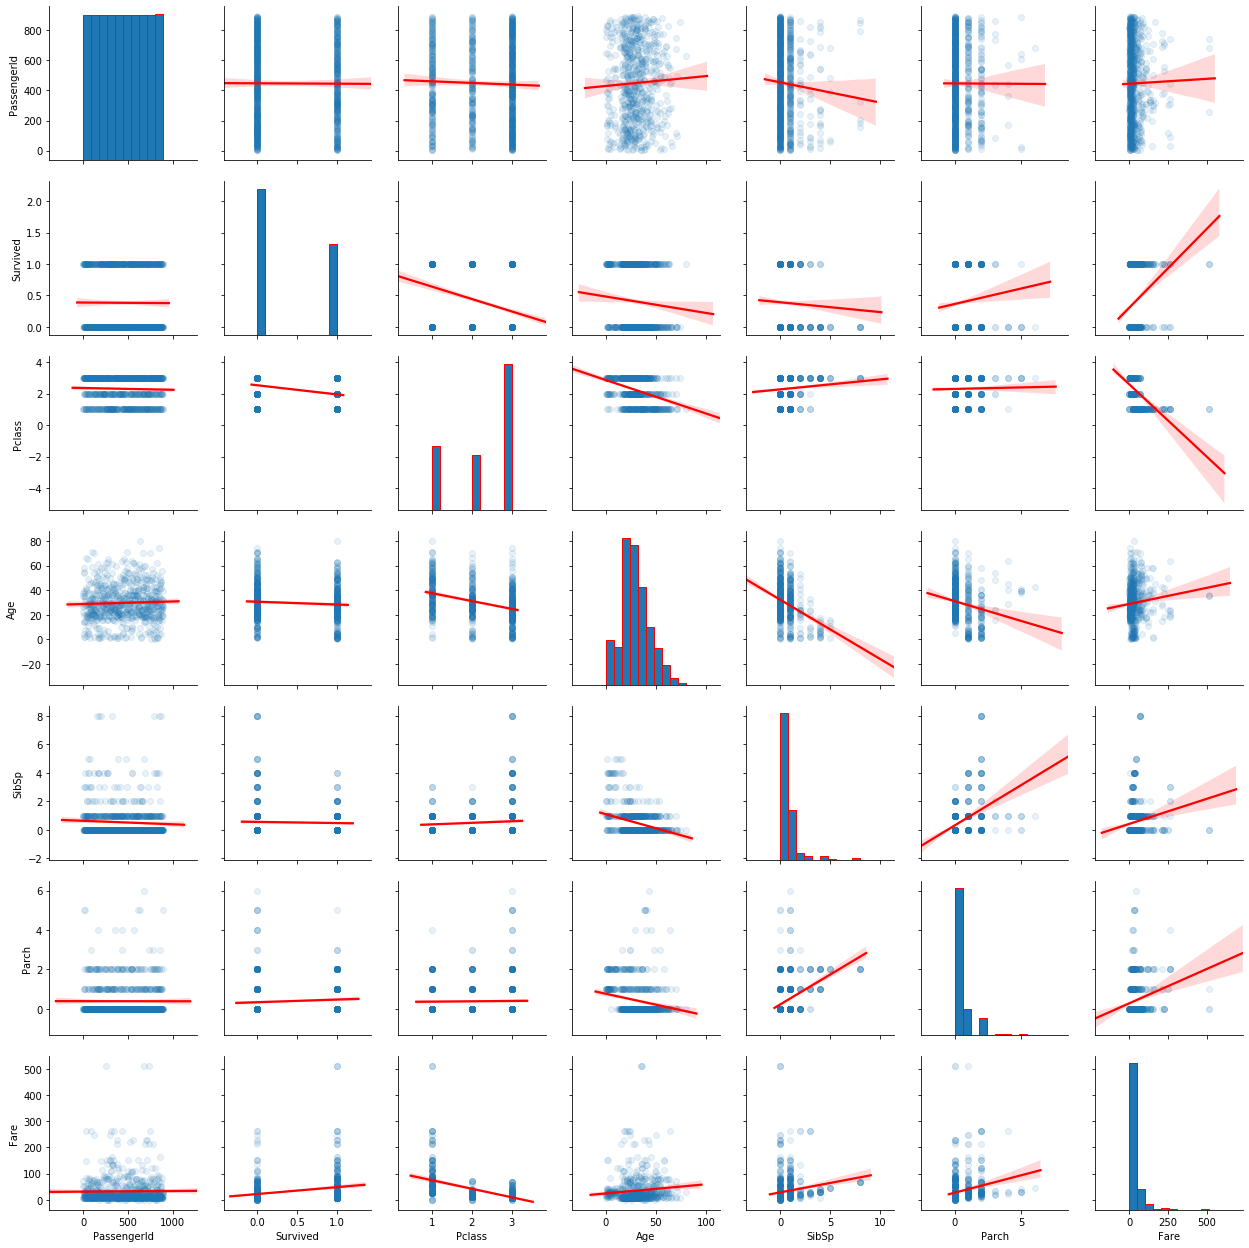 800
600
400
200
0
PassengerId
2.0
1.5
1.0
0.5
0.0
Survived
4
2
0
−2
−4
Pclass
80
60
40
20
0
−20
Age
8
6
4
2
0
−2
SibSp
6
4
2
0
Parch
500
400
300
200
100
0
Fare
0 500 1000
0.0 0.5 1.0
1 2 3
0 50 100
0 5 10
0 5
0 250 500
PassengerId Survived Pclass Age SibSp Parch Fare